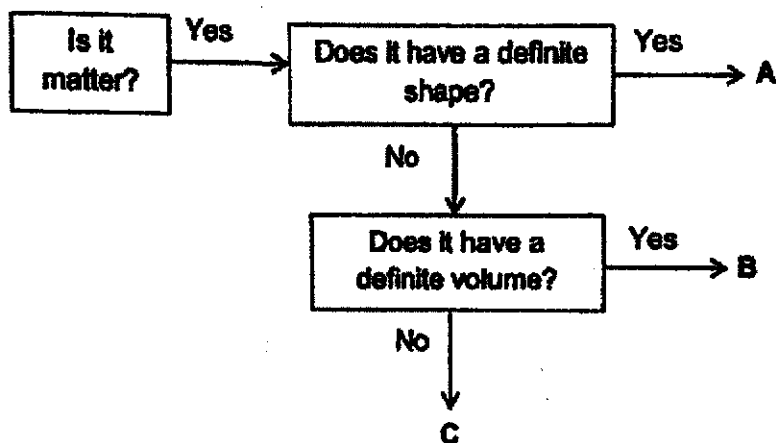 Is it
matter?
Yes
Does it have a definite
shape?
Yes
A
No
Does it have a
definite volume?
Yes
B
No
C